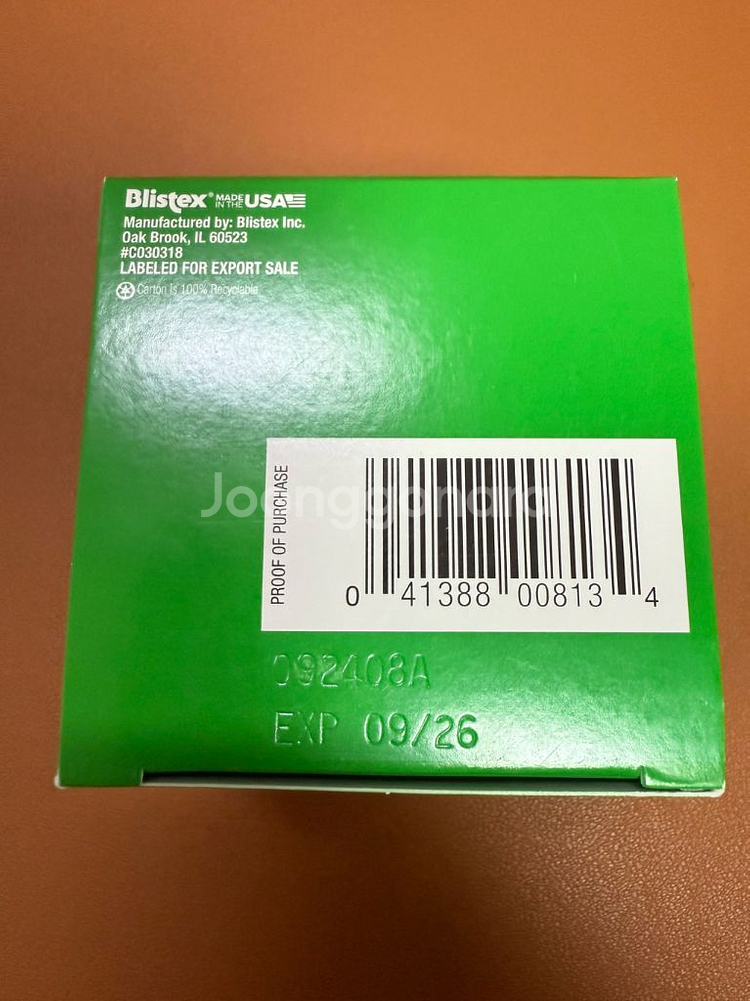 Blistex® MADE IN THE USA
Manufactured by: Blistex Inc.
Oak Brook, IL 60523
#C030318
LABELED FOR EXPORT SALE
Carton Is 100% Recyclable
PROOF OF PURCHASE
Joonggonara
0 41388 00813 4
092408A
EXP 09/26